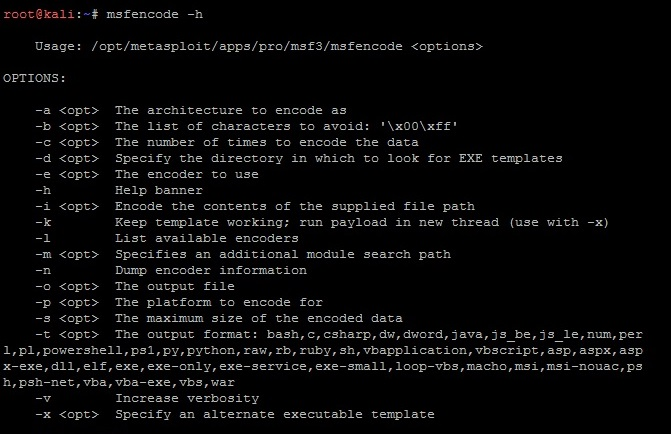 root@kali:~# msfencode -h
Usage: /opt/metasploit/apps/pro/msf3/msfencode <options>
OPTIONS:
-a <opt>  The architecture to encode as
-b <opt>  The list of characters to avoid: '\x00\xff'
-c <opt>  The number of times to encode the data
-d <opt>  Specify the directory in which to look for EXE templates
-e <opt>  The encoder to use
-h        Help banner
-i <opt>  Encode the contents of the supplied file path
-k        Keep template working; run payload in new thread (use with -x)
-l        List available encoders
-m <opt>  Specifies an additional module search path
-n        Dump encoder information
-o <opt>  The output file
-p <opt>  The platform to encode for
-s <opt>  The maximum size of the encoded data
-t <opt>  The output format: bash,c,csharp,dw,dword,java,js_be,js_le,num,per
l,pl,powershell,ps1,py,python,raw,rb,ruby,sh,vbapplication,vbscript,asp,aspx,asp
x-exe,dll,elf,exe,exe-only,exe-service,exe-small,loop-vbs,macho,msi,msi-nouac,ps
h,psh-net,vba,vba-exe,vbs,war
-v        Increase verbosity
-x <opt>  Specify an alternate executable template